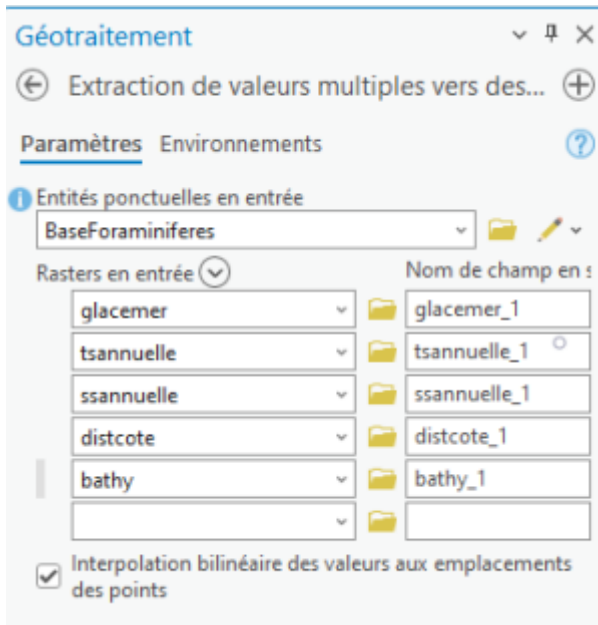 Géotraitement
Extraction de valeurs multiples vers des...
Paramètres Environnements
Entités ponctuelles en entrée
BaseForaminiferes
Rasters en entrée Nom de champ en s
glacemer glacemer_1
tsannuelle tsannuelle_1
ssannuelle ssannuelle_1
distcote distcote_1
bathy bathy_1
Interpolation bilinéaire des valeurs aux emplacements
des points